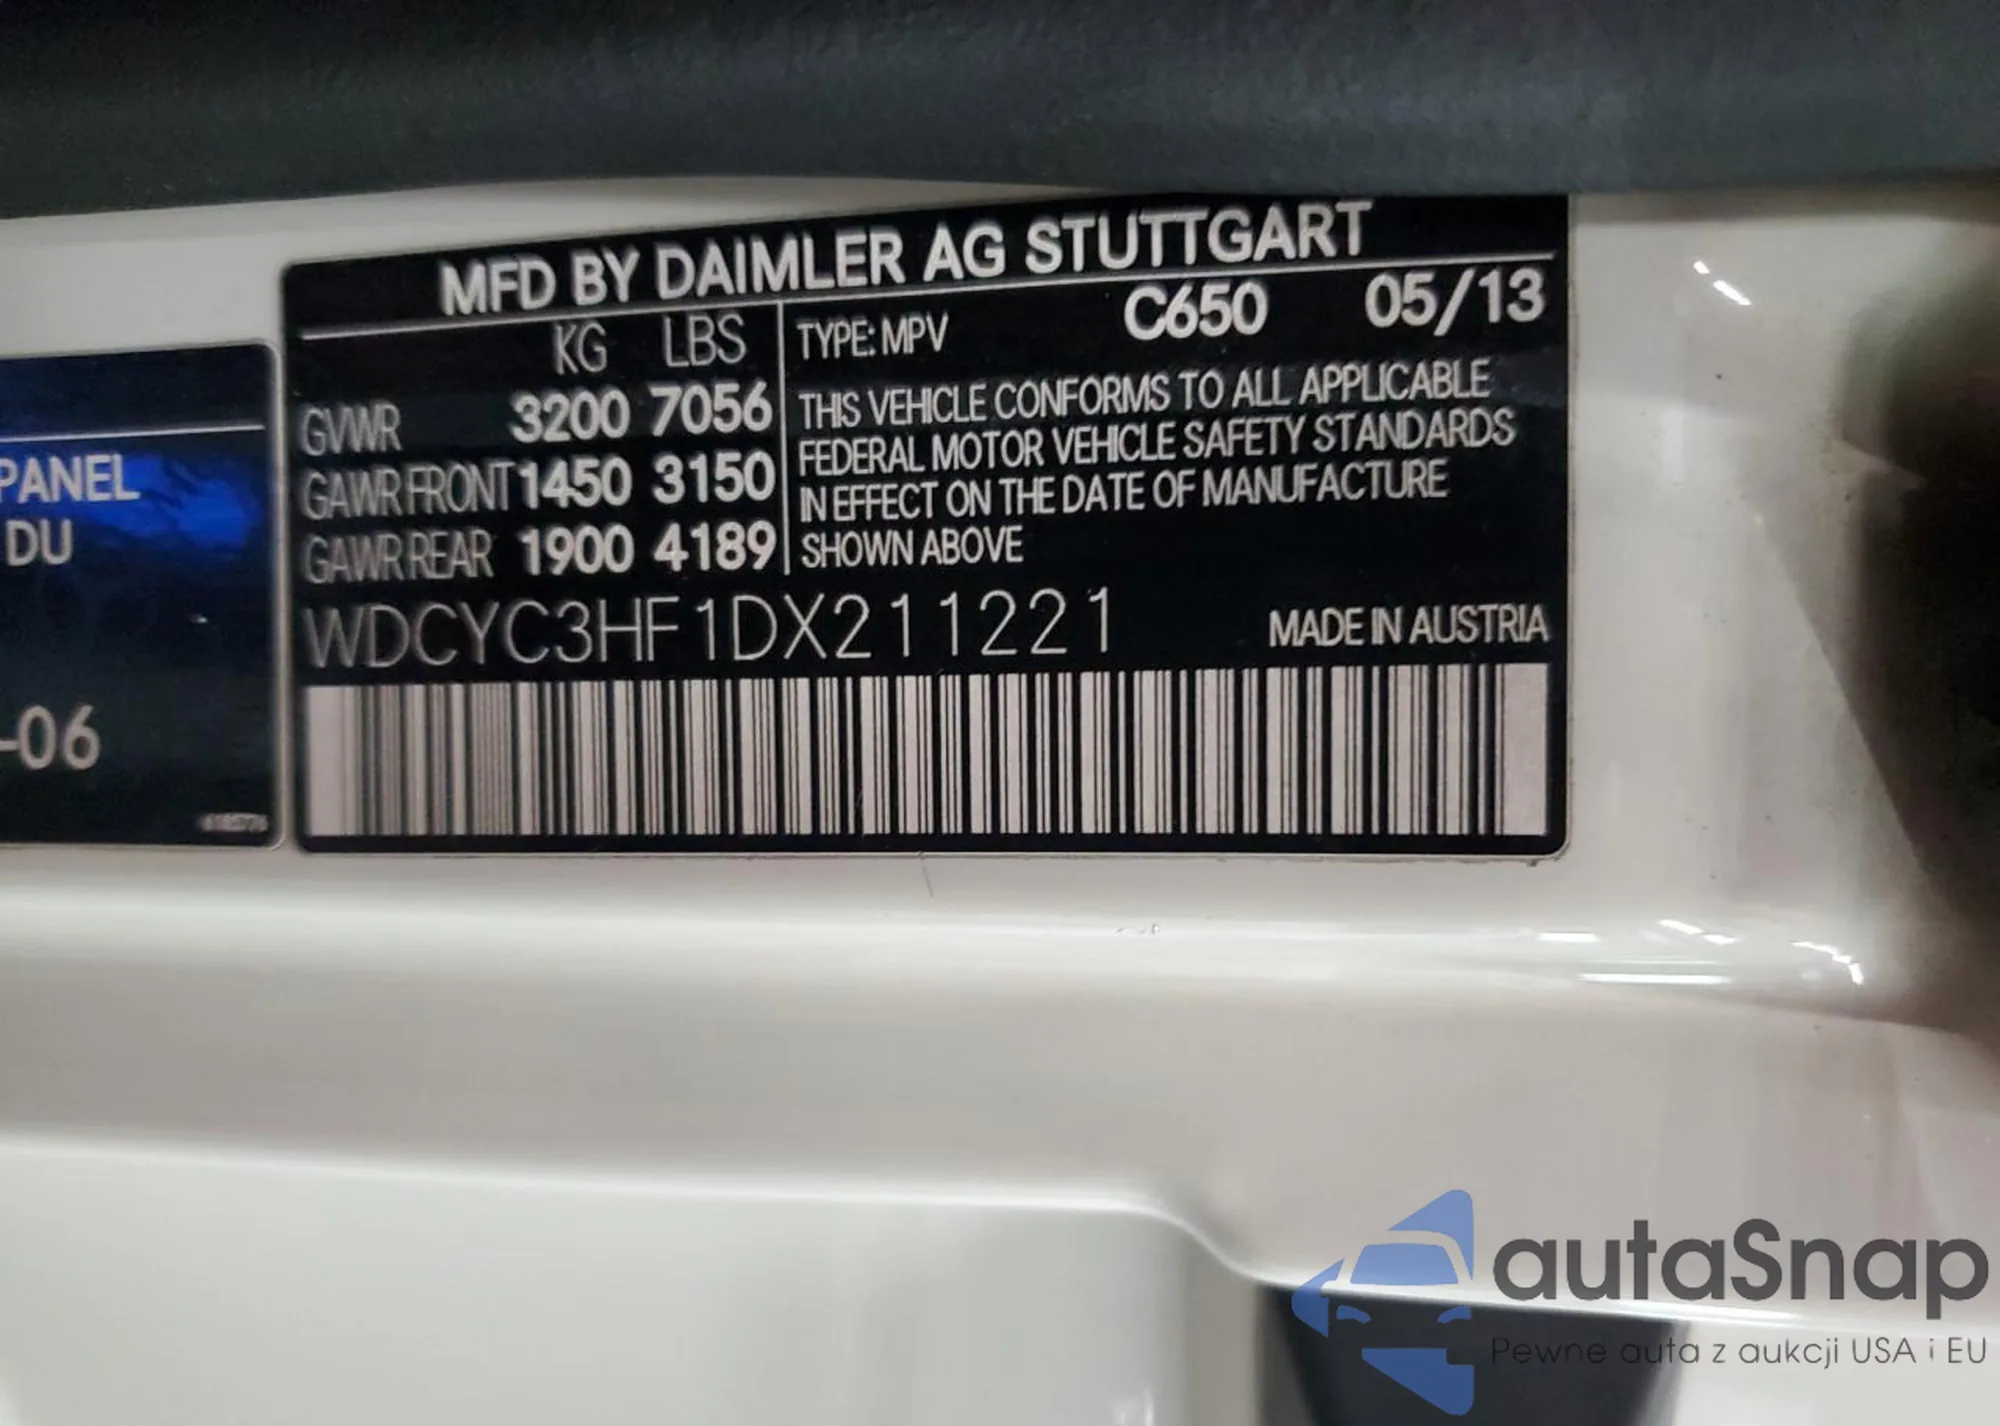 MFD BY DAIMLER AG STUTTGART
KG LBS
GVWR 3200 7056
GAWR FRONT 1450 3150
GAWR REAR 1900 4189
TYPE: MPV C650 05/13
THIS VEHICLE CONFORMS TO ALL APPLICABLE
FEDERAL MOTOR VEHICLE SAFETY STANDARDS
IN EFFECT ON THE DATE OF MANUFACTURE
SHOWN ABOVE
WDCYC3HF1DX211221 MADE IN AUSTRIA
PANEL
DU
-06
autaSnap
Pewne auta z aukcji USA i EU